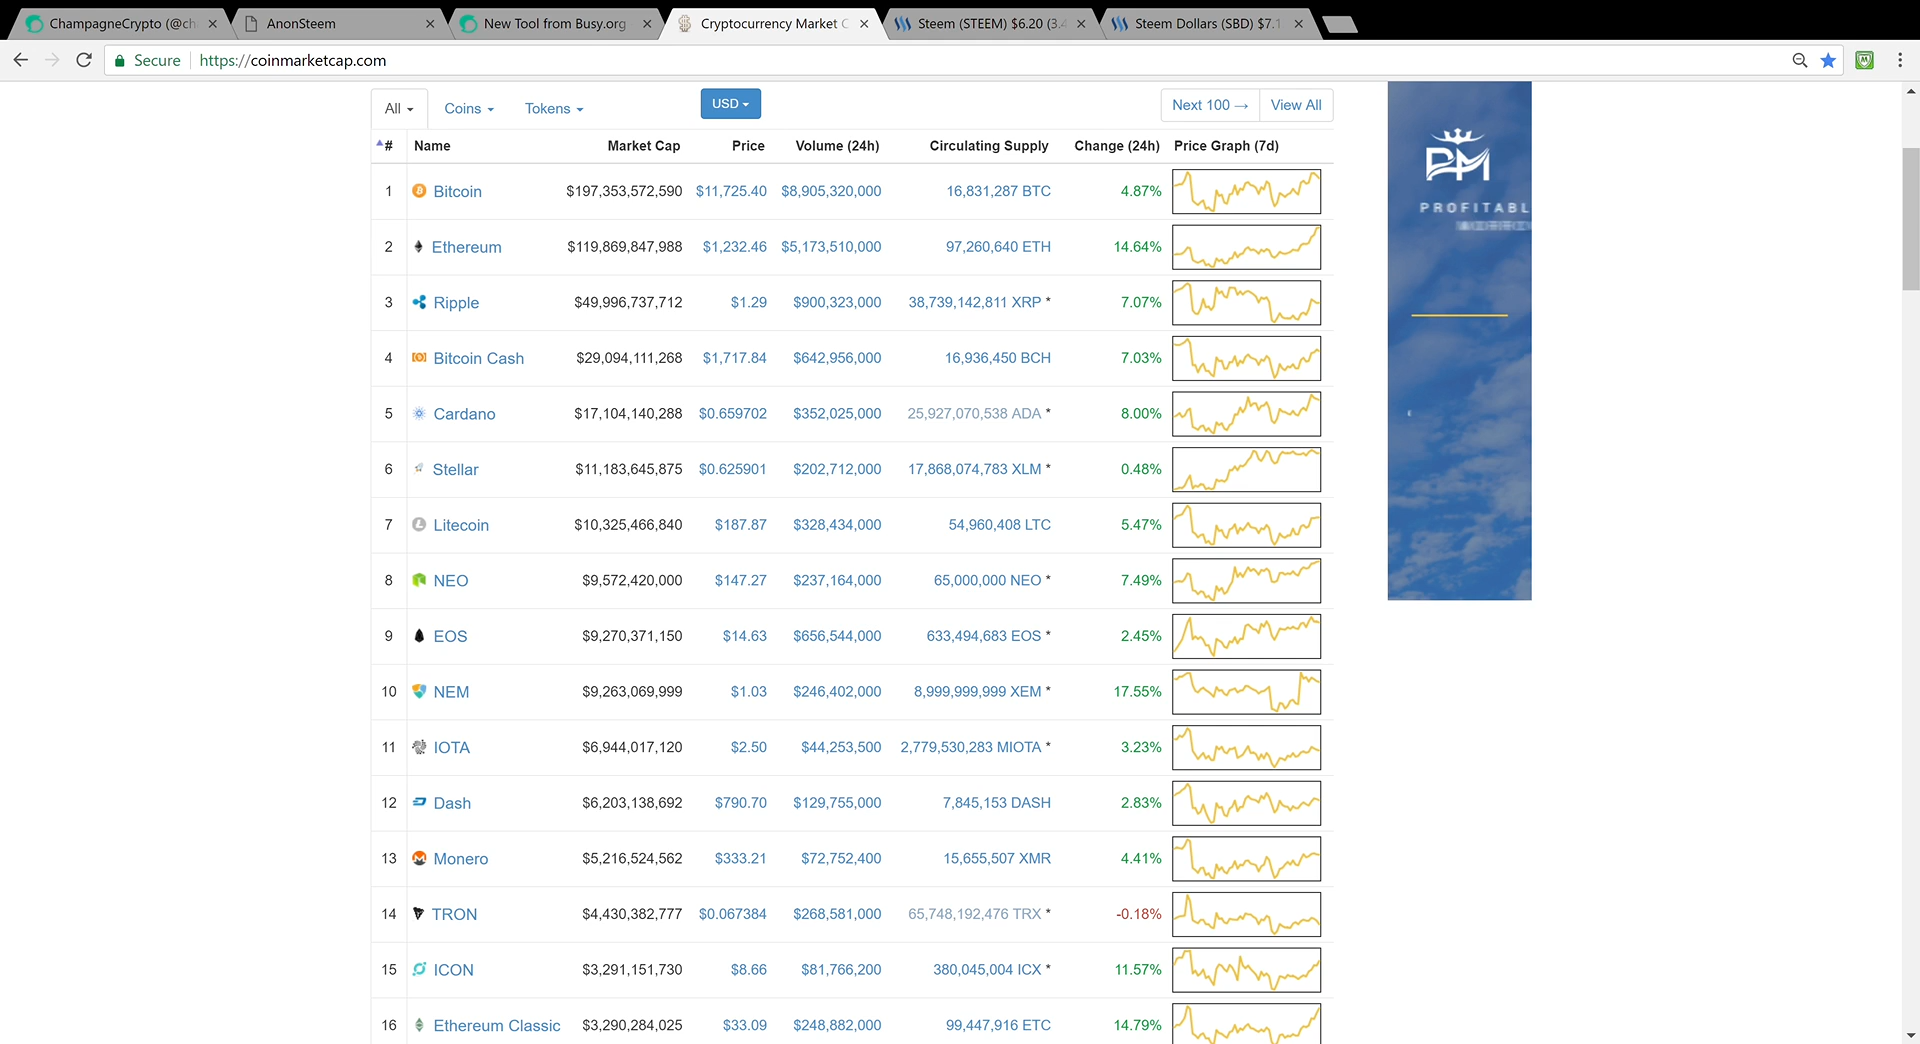 ChampagneCrypto (@ch
AnonSteem
New Tool from Busy.org
Cryptocurrency Market C
Steem (STEEM) $6.20 (3.4
Steem Dollars (SBD) $7.1
Secure https://coinmarketcap.com
All Coins Tokens USD Next 100 → View All
# Name Market Cap Price Volume (24h) Circulating Supply Change (24h) Price Graph (7d)
1 Bitcoin $197,353,572,590 $11,725.40 $8,905,320,000 16,831,287 BTC 4.87%
2 Ethereum $119,869,847,988 $1,232.46 $5,173,510,000 97,260,640 ETH 14.64%
3 Ripple $49,996,737,712 $1.29 $900,323,000 38,739,142,811 XRP * 7.07%
4 Bitcoin Cash $29,094,111,268 $1,717.84 $642,956,000 16,936,450 BCH 7.03%
5 Cardano $17,104,140,288 $0.659702 $352,025,000 25,927,070,538 ADA * 8.00%
6 Stellar $11,183,645,875 $0.625901 $202,712,000 17,868,074,783 XLM * 0.48%
7 Litecoin $10,325,466,840 $187.87 $328,434,000 54,960,408 LTC 5.47%
8 NEO $9,572,420,000 $147.27 $237,164,000 65,000,000 NEO * 7.49%
9 EOS $9,270,371,150 $14.63 $656,544,000 633,494,683 EOS * 2.45%
10 NEM $9,263,069,999 $1.03 $246,402,000 8,999,999,999 XEM * 17.55%
11 IOTA $6,944,017,120 $2.50 $44,253,500 2,779,530,283 MIOTA * 3.23%
12 Dash $6,203,138,692 $790.70 $129,755,000 7,845,153 DASH 2.83%
13 Monero $5,216,524,562 $333.21 $72,752,400 15,655,507 XMR 4.41%
14 TRON $4,430,382,777 $0.067384 $268,581,000 65,748,192,476 TRX * -0.18%
15 ICON $3,291,151,730 $8.66 $81,766,200 380,045,004 ICX * 11.57%
16 Ethereum Classic $3,290,284,025 $33.09 $248,882,000 99,447,916 ETC 14.79%
PM
PROFITABL